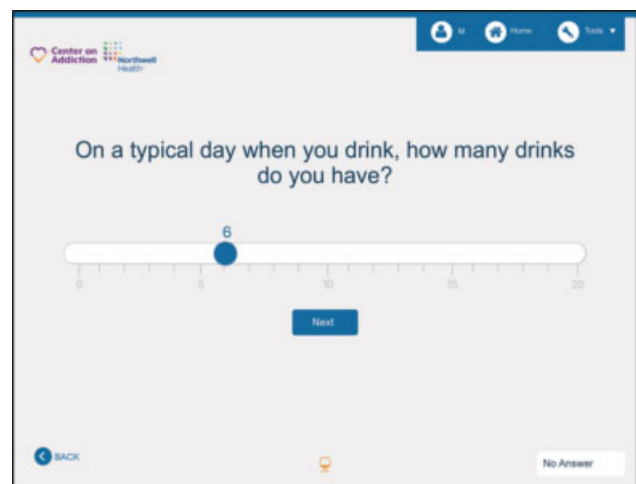 Id Home Tools
Center on
Addiction
Northwell
Health
On a typical day when you drink, how many drinks
do you have?
6
0 5 10 15 20
Next
BACK
No Answer